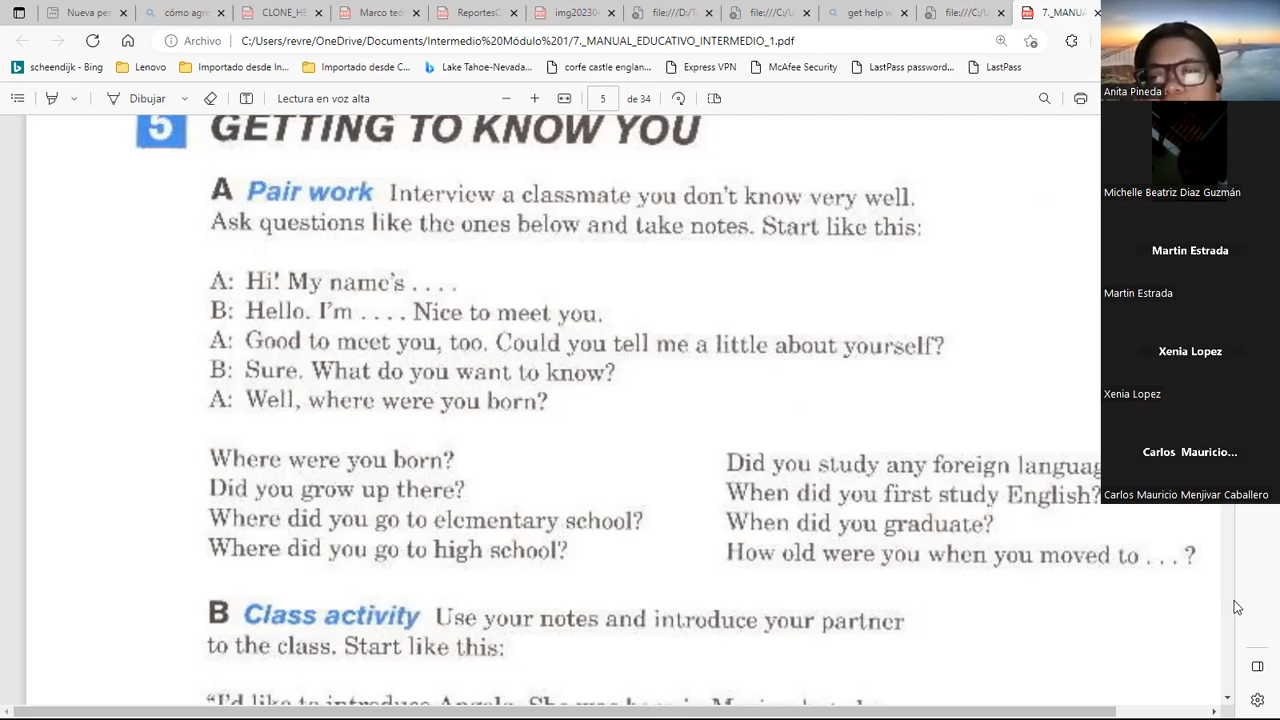 Nueva pes
cómo agre
CLONE_HE
Marco teó
ReportesC
img20230
file:///D:/T
file:///C:/U
get help w
file:///C:/U
7._MANUA
Archivo
C:/Users/revre/OneDrive/Documents/Intermedio%20Módulo%201/7._MANUAL_EDUCATIVO_INTERMEDIO_1.pdf
scheendijk - Bing
Lenovo
Importado desde In...
Importado desde C...
Lake Tahoe-Nevada...
corfe castle englan...
Express VPN
McAfee Security
LastPass password...
LastPass
Dibujar
Lectura en voz alta
5
de 34
5 GETTING TO KNOW YOU
A Pair work Interview a classmate you don't know very well.
Ask questions like the ones below and take notes. Start like this:
A: Hi! My name's . . . .
B: Hello. I'm . . . . Nice to meet you.
A: Good to meet you, too. Could you tell me a little about yourself?
B: Sure. What do you want to know?
A: Well, where were you born?
Where were you born?
Did you grow up there?
Where did you go to elementary school?
Where did you go to high school?
Did you study any foreign languag
When did you first study English?
When did you graduate?
How old were you when you moved to . . . ?
B Class activity Use your notes and introduce your partner
to the class. Start like this:
"I'd like to introduce Angela. She was born in
Anita Pineda
Michelle Beatriz Diaz Guzmán
Martin Estrada
Martin Estrada
Xenia Lopez
Xenia Lopez
Carlos Mauricio...
Carlos Mauricio Menjivar Caballero